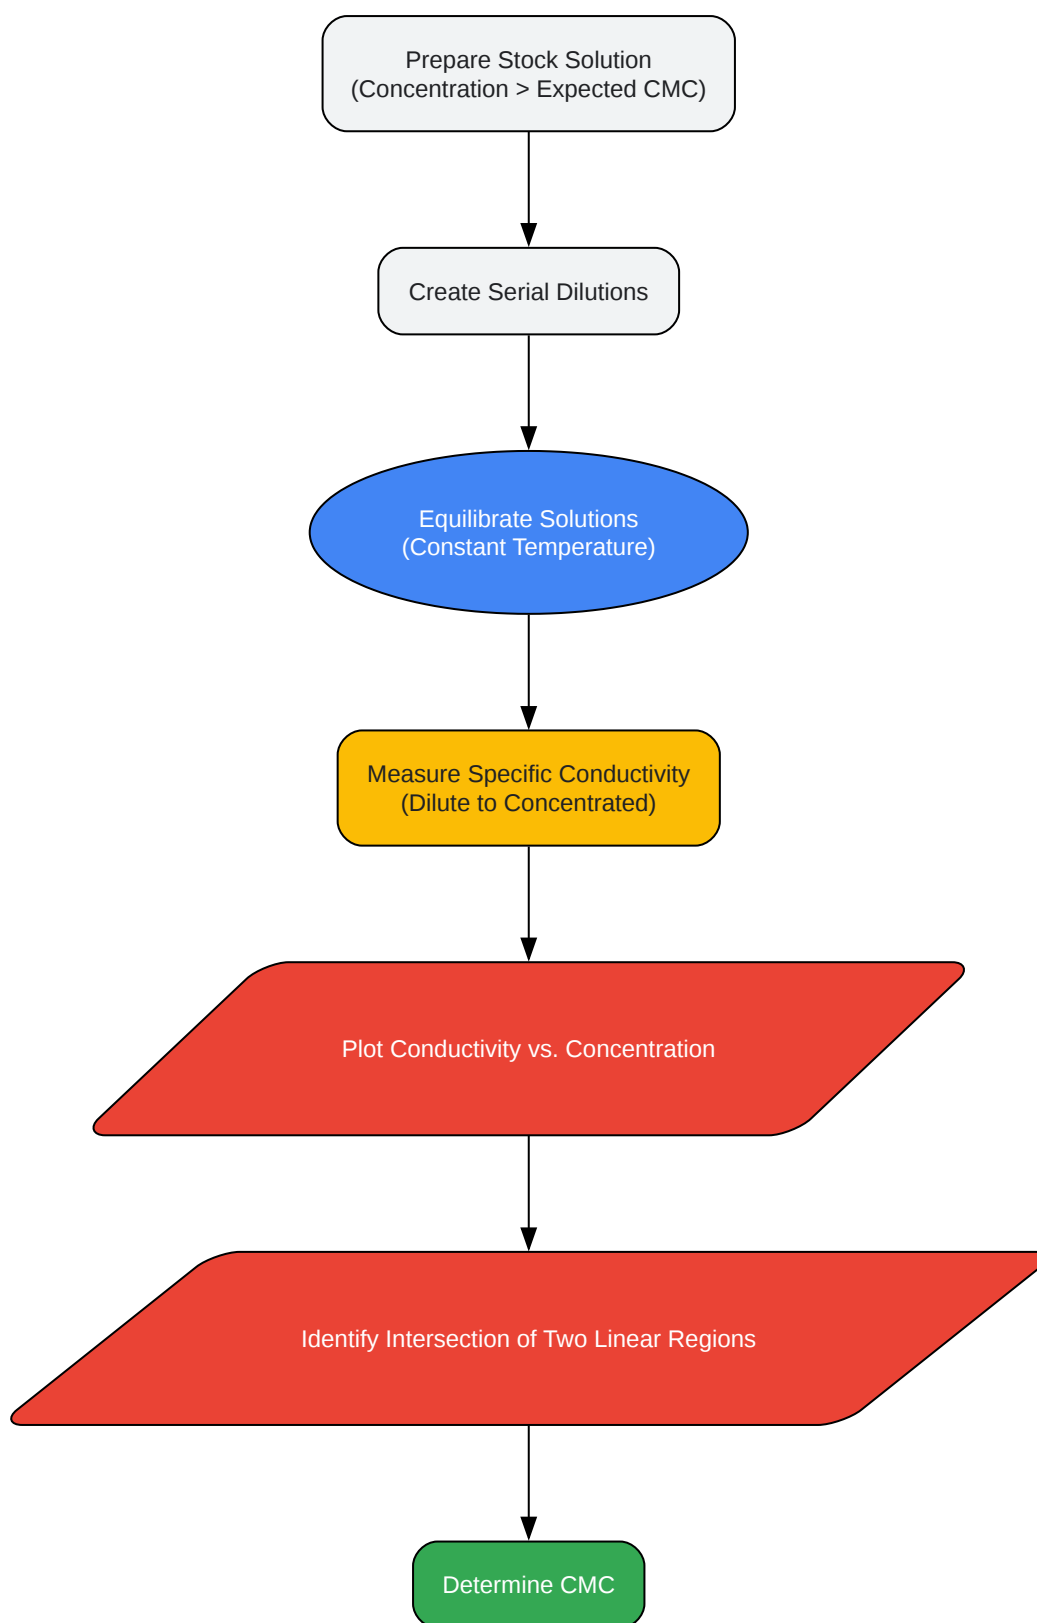 Prepare Stock Solution
(Concentration > Expected CMC)
Create Serial Dilutions
Equilibrate Solutions
(Constant Temperature)
Measure Specific Conductivity
(Dilute to Concentrated)
Plot Conductivity vs. Concentration
Identify Intersection of Two Linear Regions
Determine CMC